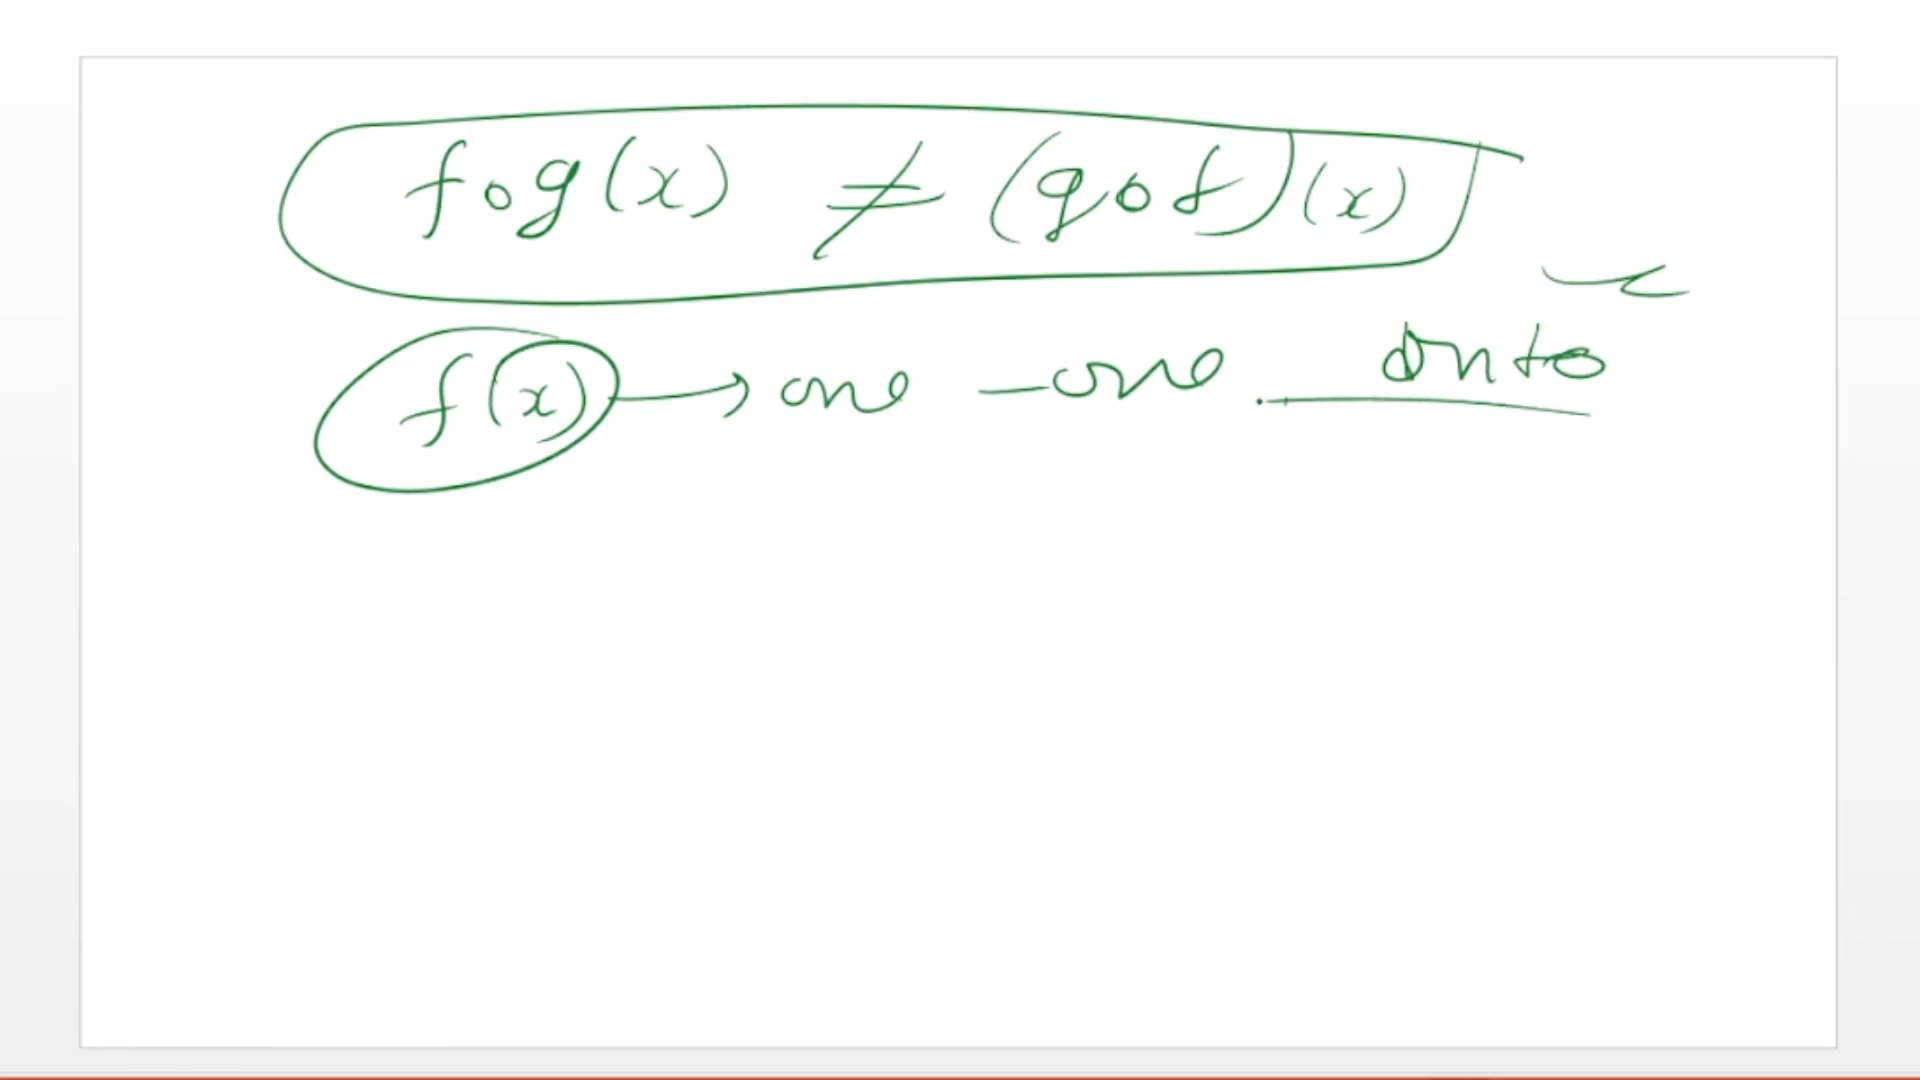 fog(x) ≠ (gof)(x)
f(x) → one - one onto